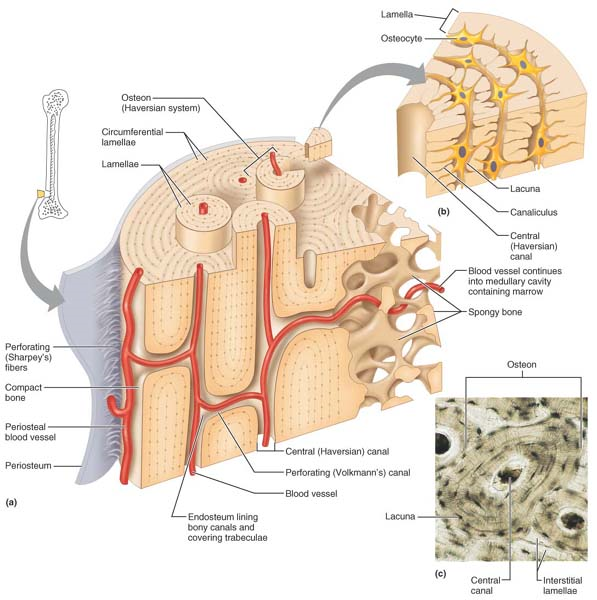 Lamella
Osteocyte
Lacuna
Canaliculus
Central
(Haversian)
canal
(b)
Osteon
(Haversian system)
Circumferential
lamellae
Lamellae
Blood vessel continues
into medullary cavity
containing marrow
Spongy bone
Perforating
(Sharpey's)
fibers
Compact
bone
Periosteal
blood vessel
Periosteum
Central (Haversian) canal
Perforating (Volkmann's) canal
Blood vessel
Endosteum lining
bony canals and
covering trabeculae
(a)
Osteon
Lacuna
(c)
Central
canal
Interstitial
lamellae